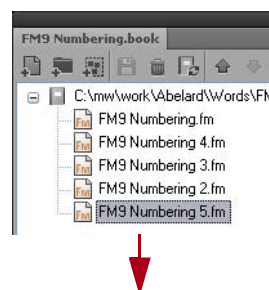 FM9 Numbering.book
C:\mw\work\Abelard\Words\FM
FM9 Numbering.fm
FM9 Numbering 4.fm
FM9 Numbering 3.fm
FM9 Numbering 2.fm
FM9 Numbering 5.fm